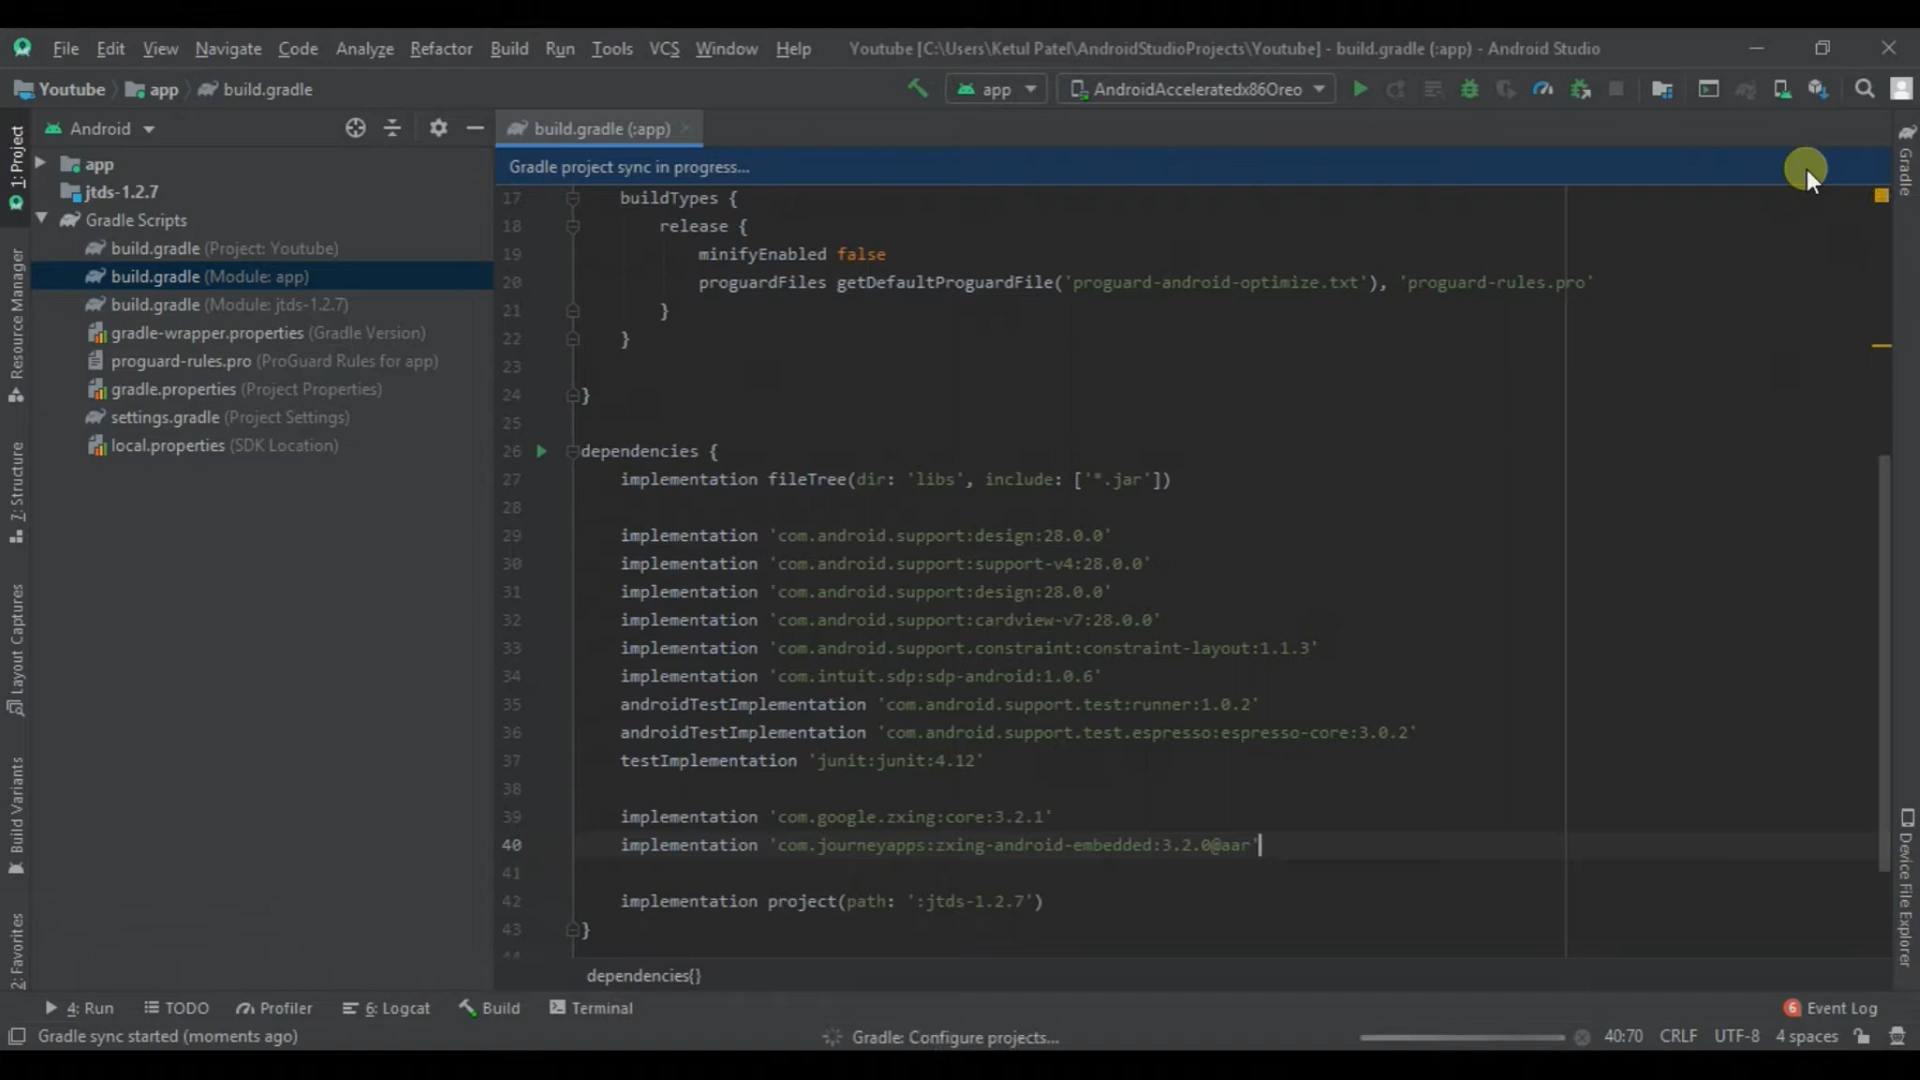 File Edit View Navigate Code Analyze Refactor Build Run Tools VCS Window Help Youtube [C:\Users\Ketul Patel\AndroidStudioProjects\Youtube] - build.gradle (:app) - Android Studio
Youtube app build.gradle app AndroidAcceleratedx86Oreo
Android build.gradle (:app)
Gradle project sync in progress...
1: Project
Resource Manager
7: Structure
Layout Captures
Build Variants
2: Favorites
app
jtds-1.2.7
Gradle Scripts
build.gradle (Project: Youtube)
build.gradle (Module: app)
build.gradle (Module: jtds-1.2.7)
gradle-wrapper.properties (Gradle Version)
proguard-rules.pro (ProGuard Rules for app)
gradle.properties (Project Properties)
settings.gradle (Project Settings)
local.properties (SDK Location)
17 buildTypes {
18 release {
19 minifyEnabled false
20 proguardFiles getDefaultProguardFile('proguard-android-optimize.txt'), 'proguard-rules.pro'
21 }
22 }
23
24 }
25
26 dependencies {
27 implementation fileTree(dir: 'libs', include: ['*.jar'])
28
29 implementation 'com.android.support:design:28.0.0'
30 implementation 'com.android.support:support-v4:28.0.0'
31 implementation 'com.android.support:design:28.0.0'
32 implementation 'com.android.support:cardview-v7:28.0.0'
33 implementation 'com.android.support.constraint:constraint-layout:1.1.3'
34 implementation 'com.intuit.sdp:sdp-android:1.0.6'
35 androidTestImplementation 'com.android.support.test:runner:1.0.2'
36 androidTestImplementation 'com.android.support.test.espresso:espresso-core:3.0.2'
37 testImplementation 'junit:junit:4.12'
38
39 implementation 'com.google.zxing:core:3.2.1'
40 implementation 'com.journeyapps:zxing-android-embedded:3.2.0@aar'
41
42 implementation project(path: ':jtds-1.2.7')
43 }
44
dependencies{}
Gradle
Device File Explorer
4: Run TODO Profiler 6: Logcat Build Terminal 6 Event Log
Gradle sync started (moments ago) Gradle: Configure projects... 40:70 CRLF UTF-8 4 spaces